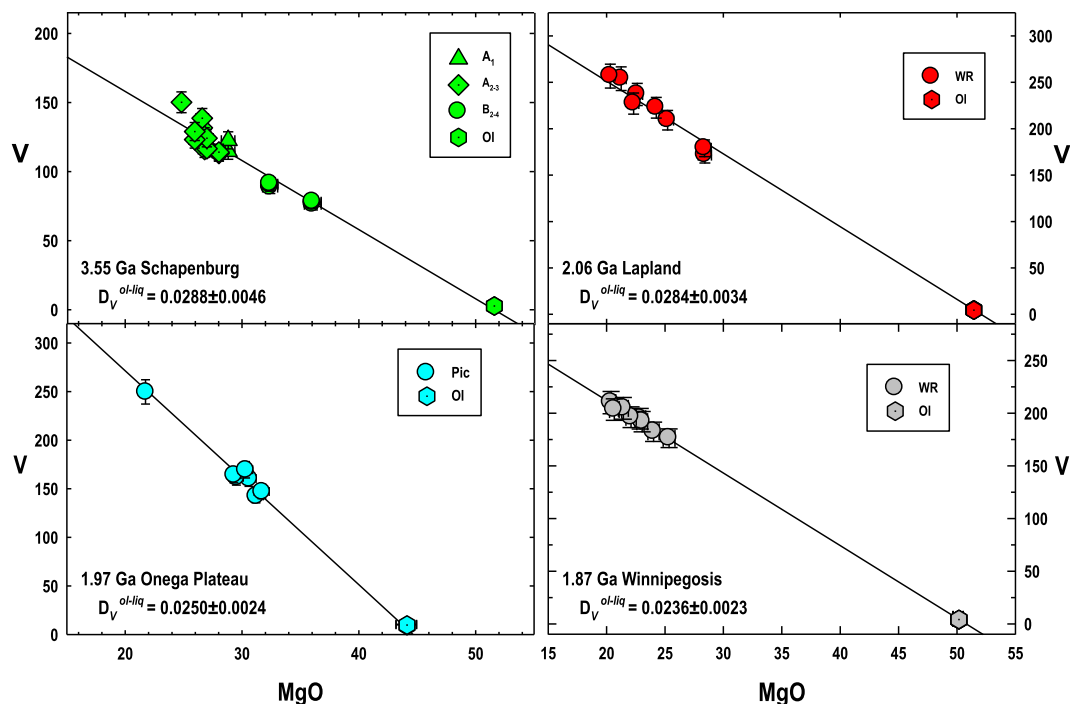 200
150
100
50
0
V
A1
A2-3
B2-4
Ol
3.55 Ga Schapenburg
DV ol-liq = 0.0288±0.0046
300
250
200
150
100
50
0
V
WR
Ol
2.06 Ga Lapland
DV ol-liq = 0.0284±0.0034
300
250
200
150
100
50
0
V
Pic
Ol
1.97 Ga Onega Plateau
DV ol-liq = 0.0250±0.0024
20
30
40
MgO
250
200
150
100
50
0
V
WR
Ol
1.87 Ga Winnipegosis
DV ol-liq = 0.0236±0.0023
15
20
25
30
35
40
45
50
55
MgO